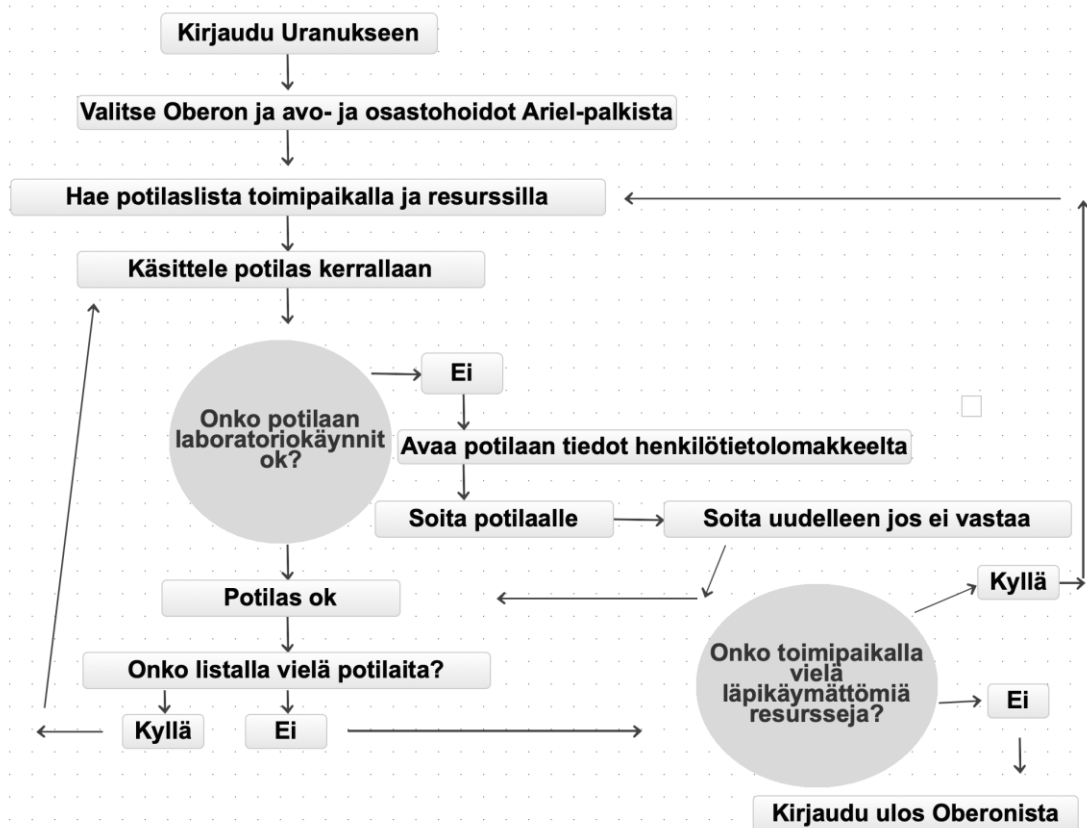 Kirjaudu Uranukseen
Valitse Oberon ja avo- ja osastohoidot Ariel-palkista
Hae potilaslista toimipaikalla ja resurssilla
Käsittele potilas kerrallaan
Ei
Onko potilaan
laboratoriokäynnit
ok?
Avaa potilaan tiedot henkilötietolomakkeelta
Soita potilaalle
Soita uudelleen jos ei vastaa
Potilas ok
Kyllä
Onko listalla vielä potilaita?
Onko toimipaikalla
vielä
läpikäymättömiä
resursseja?
Kyllä
Ei
Ei
Kirjaudu ulos Oberonista